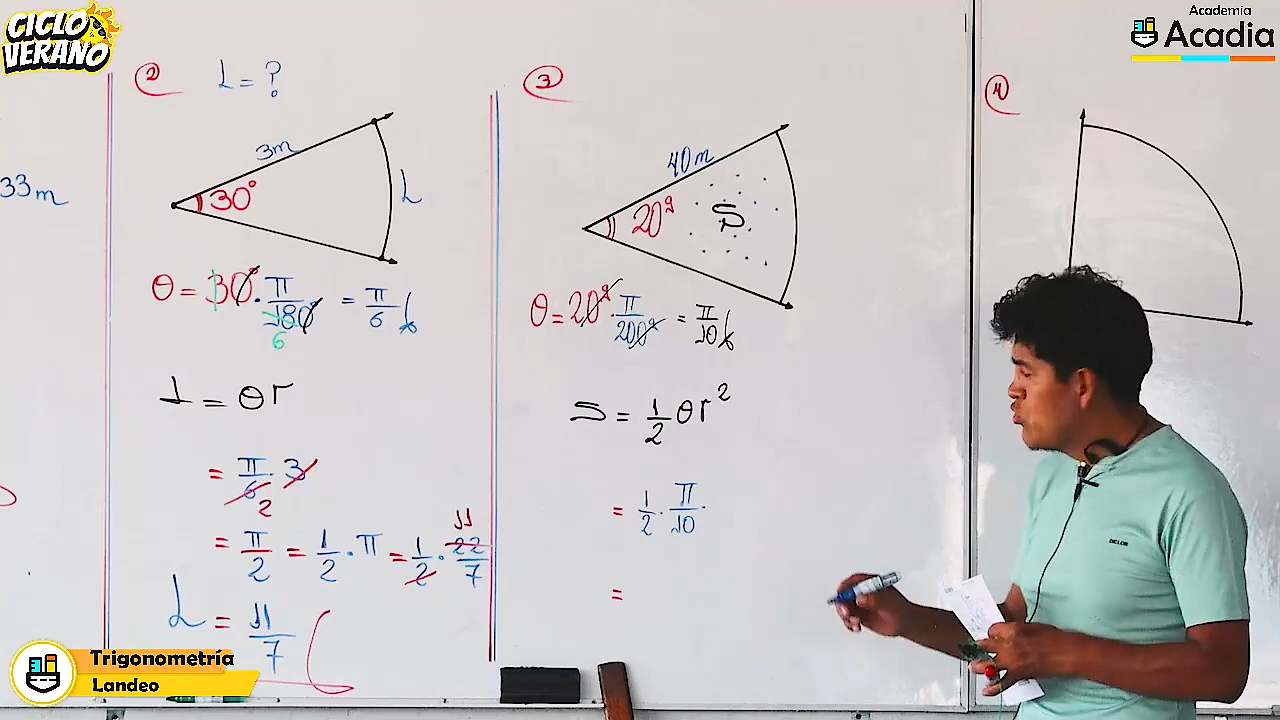 CICLO
VERANO
Academia
Acadia
33m
2 L = ?
3m
30° L
θ = 30° · π/180° = π/6
6
L = θr
= π/6 · 3
2
= π/2 = 1/2 · π = 1/2 · 22/7
11
L = 11/7
3
40m
20g S
θ = 20g · π/200g = π/10
S = 1/2 θr²
= 1/2 · π/10 ·
=
4
DICLOR
Trigonometría
Landeo